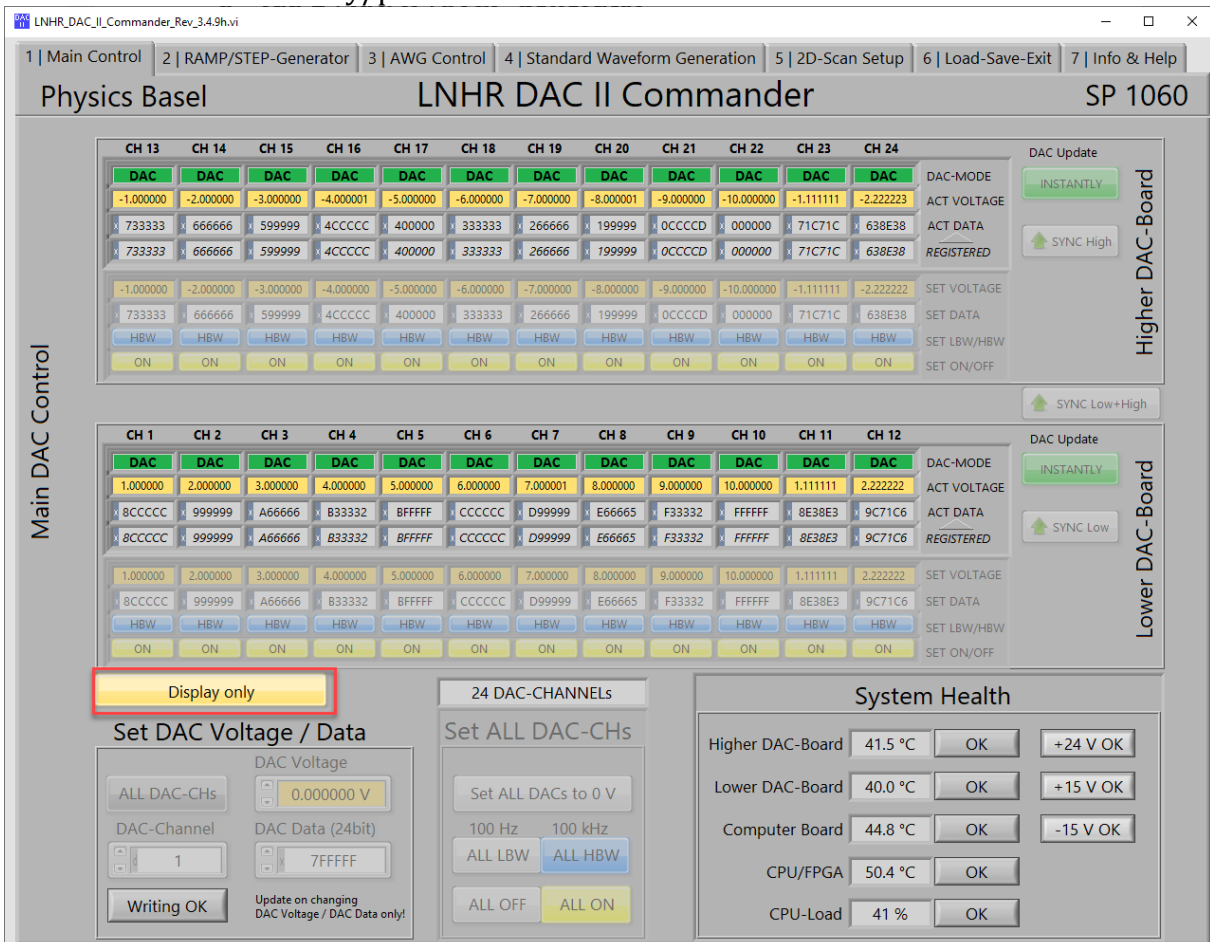 LNHR_DAC_II_Commander_Rev_3.4.9h.vi
1 | Main Control 2 | RAMP/STEP-Generator 3 | AWG Control 4 | Standard Waveform Generation 5 | 2D-Scan Setup 6 | Load-Save-Exit 7 | Info & Help
Physics Basel LNHR DAC II Commander SP 1060
Main DAC Control
CH 13 CH 14 CH 15 CH 16 CH 17 CH 18 CH 19 CH 20 CH 21 CH 22 CH 23 CH 24 DAC Update
DAC DAC DAC DAC DAC DAC DAC DAC DAC DAC DAC DAC DAC-MODE INSTANTLY
-1.000000 -2.000000 -3.000000 -4.000001 -5.000000 -6.000000 -7.000000 -8.000001 -9.000000 -10.000000 -1.111111 -2.222223 ACT VOLTAGE
x 733333 x 666666 x 599999 x 4CCCCC x 400000 x 333333 x 266666 x 199999 x 0CCCCD x 000000 x 71C71C x 638E38 ACT DATA
x 733333 x 666666 x 599999 x 4CCCCC x 400000 x 333333 x 266666 x 199999 x 0CCCCD x 000000 x 71C71C x 638E38 REGISTERED SYNC High
-1.000000 -2.000000 -3.000000 -4.000000 -5.000000 -6.000000 -7.000000 -8.000000 -9.000000 -10.000000 -1.111111 -2.222222 SET VOLTAGE
x 733333 x 666666 x 599999 x 4CCCCC x 400000 x 333333 x 266666 x 199999 x 0CCCCD x 000000 x 71C71C x 638E38 SET DATA
HBW HBW HBW HBW HBW HBW HBW HBW HBW HBW HBW HBW SET LBW/HBW
ON ON ON ON ON ON ON ON ON ON ON ON SET ON/OFF
Higher DAC-Board
SYNC Low+High
CH 1 CH 2 CH 3 CH 4 CH 5 CH 6 CH 7 CH 8 CH 9 CH 10 CH 11 CH 12 DAC Update
DAC DAC DAC DAC DAC DAC DAC DAC DAC DAC DAC DAC DAC-MODE INSTANTLY
1.000000 2.000000 3.000000 4.000000 5.000000 6.000000 7.000001 8.000000 9.000000 10.000000 1.111111 2.222222 ACT VOLTAGE
x 8CCCCC x 999999 x A66666 x B33332 x BFFFFF x CCCCCC x D99999 x E66665 x F33332 x FFFFFF x 8E38E3 x 9C71C6 ACT DATA
x 8CCCCC x 999999 x A66666 x B33332 x BFFFFF x CCCCCC x D99999 x E66665 x F33332 x FFFFFF x 8E38E3 x 9C71C6 REGISTERED SYNC Low
1.000000 2.000000 3.000000 4.000000 5.000000 6.000000 7.000000 8.000000 9.000000 10.000000 1.111111 2.222222 SET VOLTAGE
x 8CCCCC x 999999 x A66666 x B33332 x BFFFFF x CCCCCC x D99999 x E66665 x F33332 x FFFFFF x 8E38E3 x 9C71C6 SET DATA
HBW HBW HBW HBW HBW HBW HBW HBW HBW HBW HBW HBW SET LBW/HBW
ON ON ON ON ON ON ON ON ON ON ON ON SET ON/OFF
Lower DAC-Board
Display only
Set DAC Voltage / Data
DAC Voltage
ALL DAC-CHs 0.000000 V
DAC-Channel DAC Data (24bit)
d 1 x 7FFFFF
Writing OK Update on changing
DAC Voltage / DAC Data only!
24 DAC-CHANNELs
Set ALL DAC-CHs
Set ALL DACs to 0 V
100 Hz 100 kHz
ALL LBW ALL HBW
ALL OFF ALL ON
System Health
Higher DAC-Board 41.5 °C OK +24 V OK
Lower DAC-Board 40.0 °C OK +15 V OK
Computer Board 44.8 °C OK -15 V OK
CPU/FPGA 50.4 °C OK
CPU-Load 41 % OK